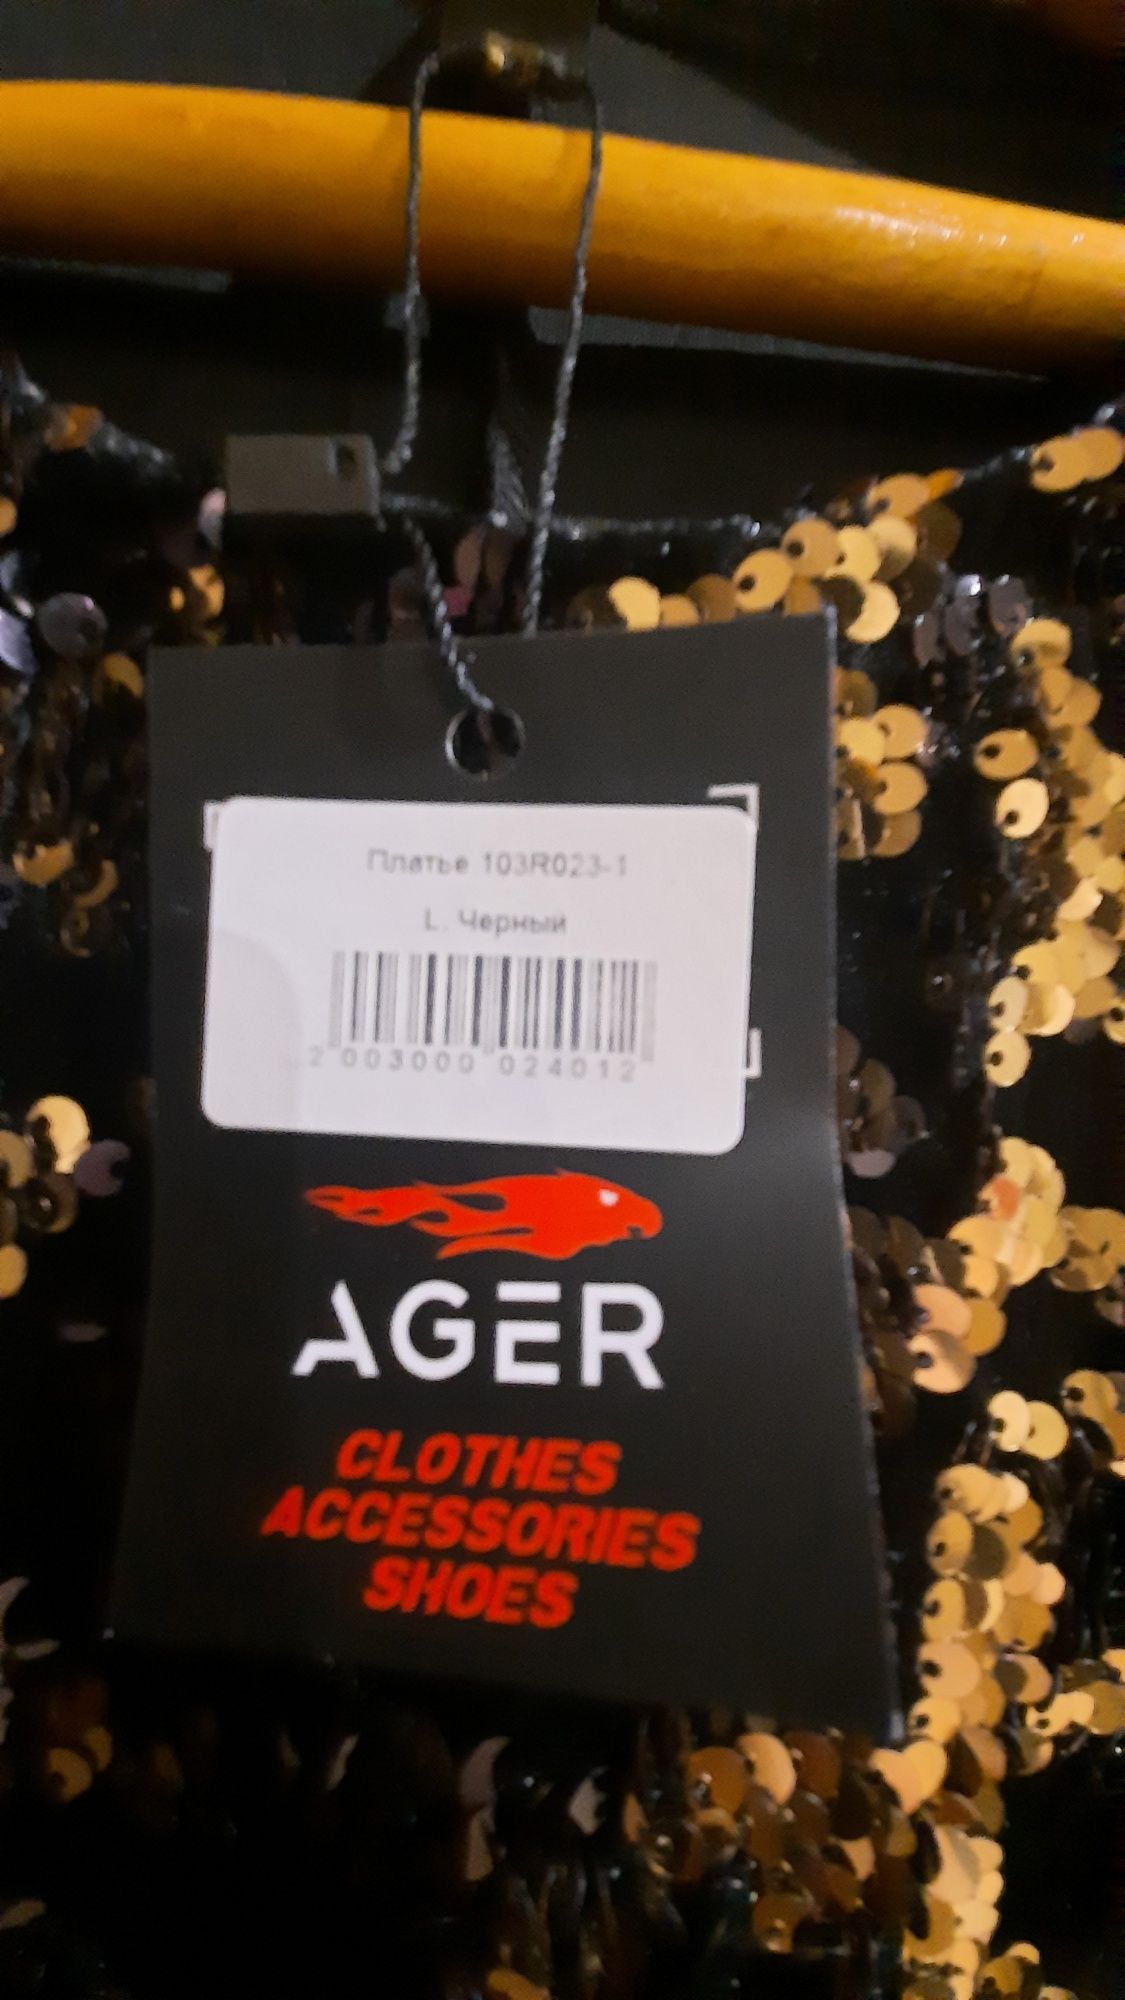 Платье 103R023-1
L. Черный
2 003000 024012
AGER
CLOTHES
ACCESSORIES
SHOES